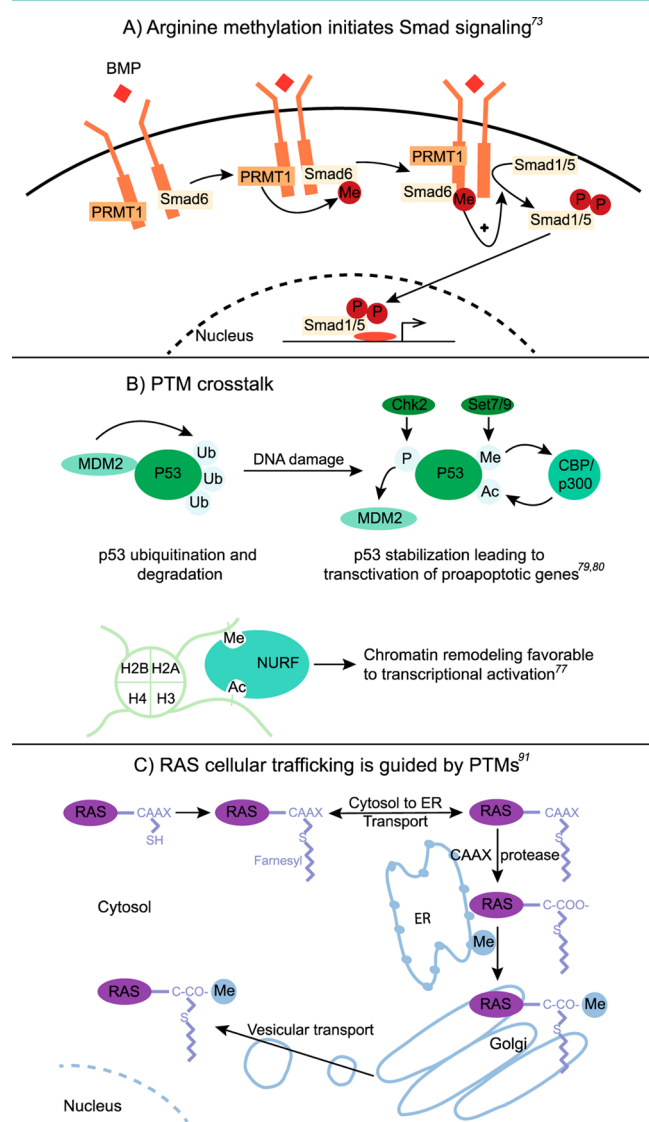 A) Arginine methylation initiates Smad signaling73
BMP
PRMT1
Smad6
PRMT1
Smad6
Me
PRMT1
Smad6
Me
+
Smad1/5
P
P
Smad1/5
P
P
Smad1/5
Nucleus
B) PTM crosstalk
MDM2
P53
Ub
Ub
Ub
DNA damage
Chk2
Set7/9
P
P53
Me
Ac
CBP/
p300
MDM2
p53 ubiquitination and
degradation
p53 stabilization leading to
transctivation of proapoptotic genes79,80
H2B
H2A
H4
H3
Me
Ac
NURF
Chromatin remodeling favorable
to transcriptional activation77
C) RAS cellular trafficking is guided by PTMs91
RAS
CAAX
SH
RAS
CAAX
S
Farnesyl
Cytosol to ER
Transport
RAS
CAAX
S
CAAX protease
Cytosol
ER
RAS
C-COO-
S
Me
RAS
C-CO-
Me
S
Golgi
Vesicular transport
RAS
C-CO-
Me
S
Nucleus